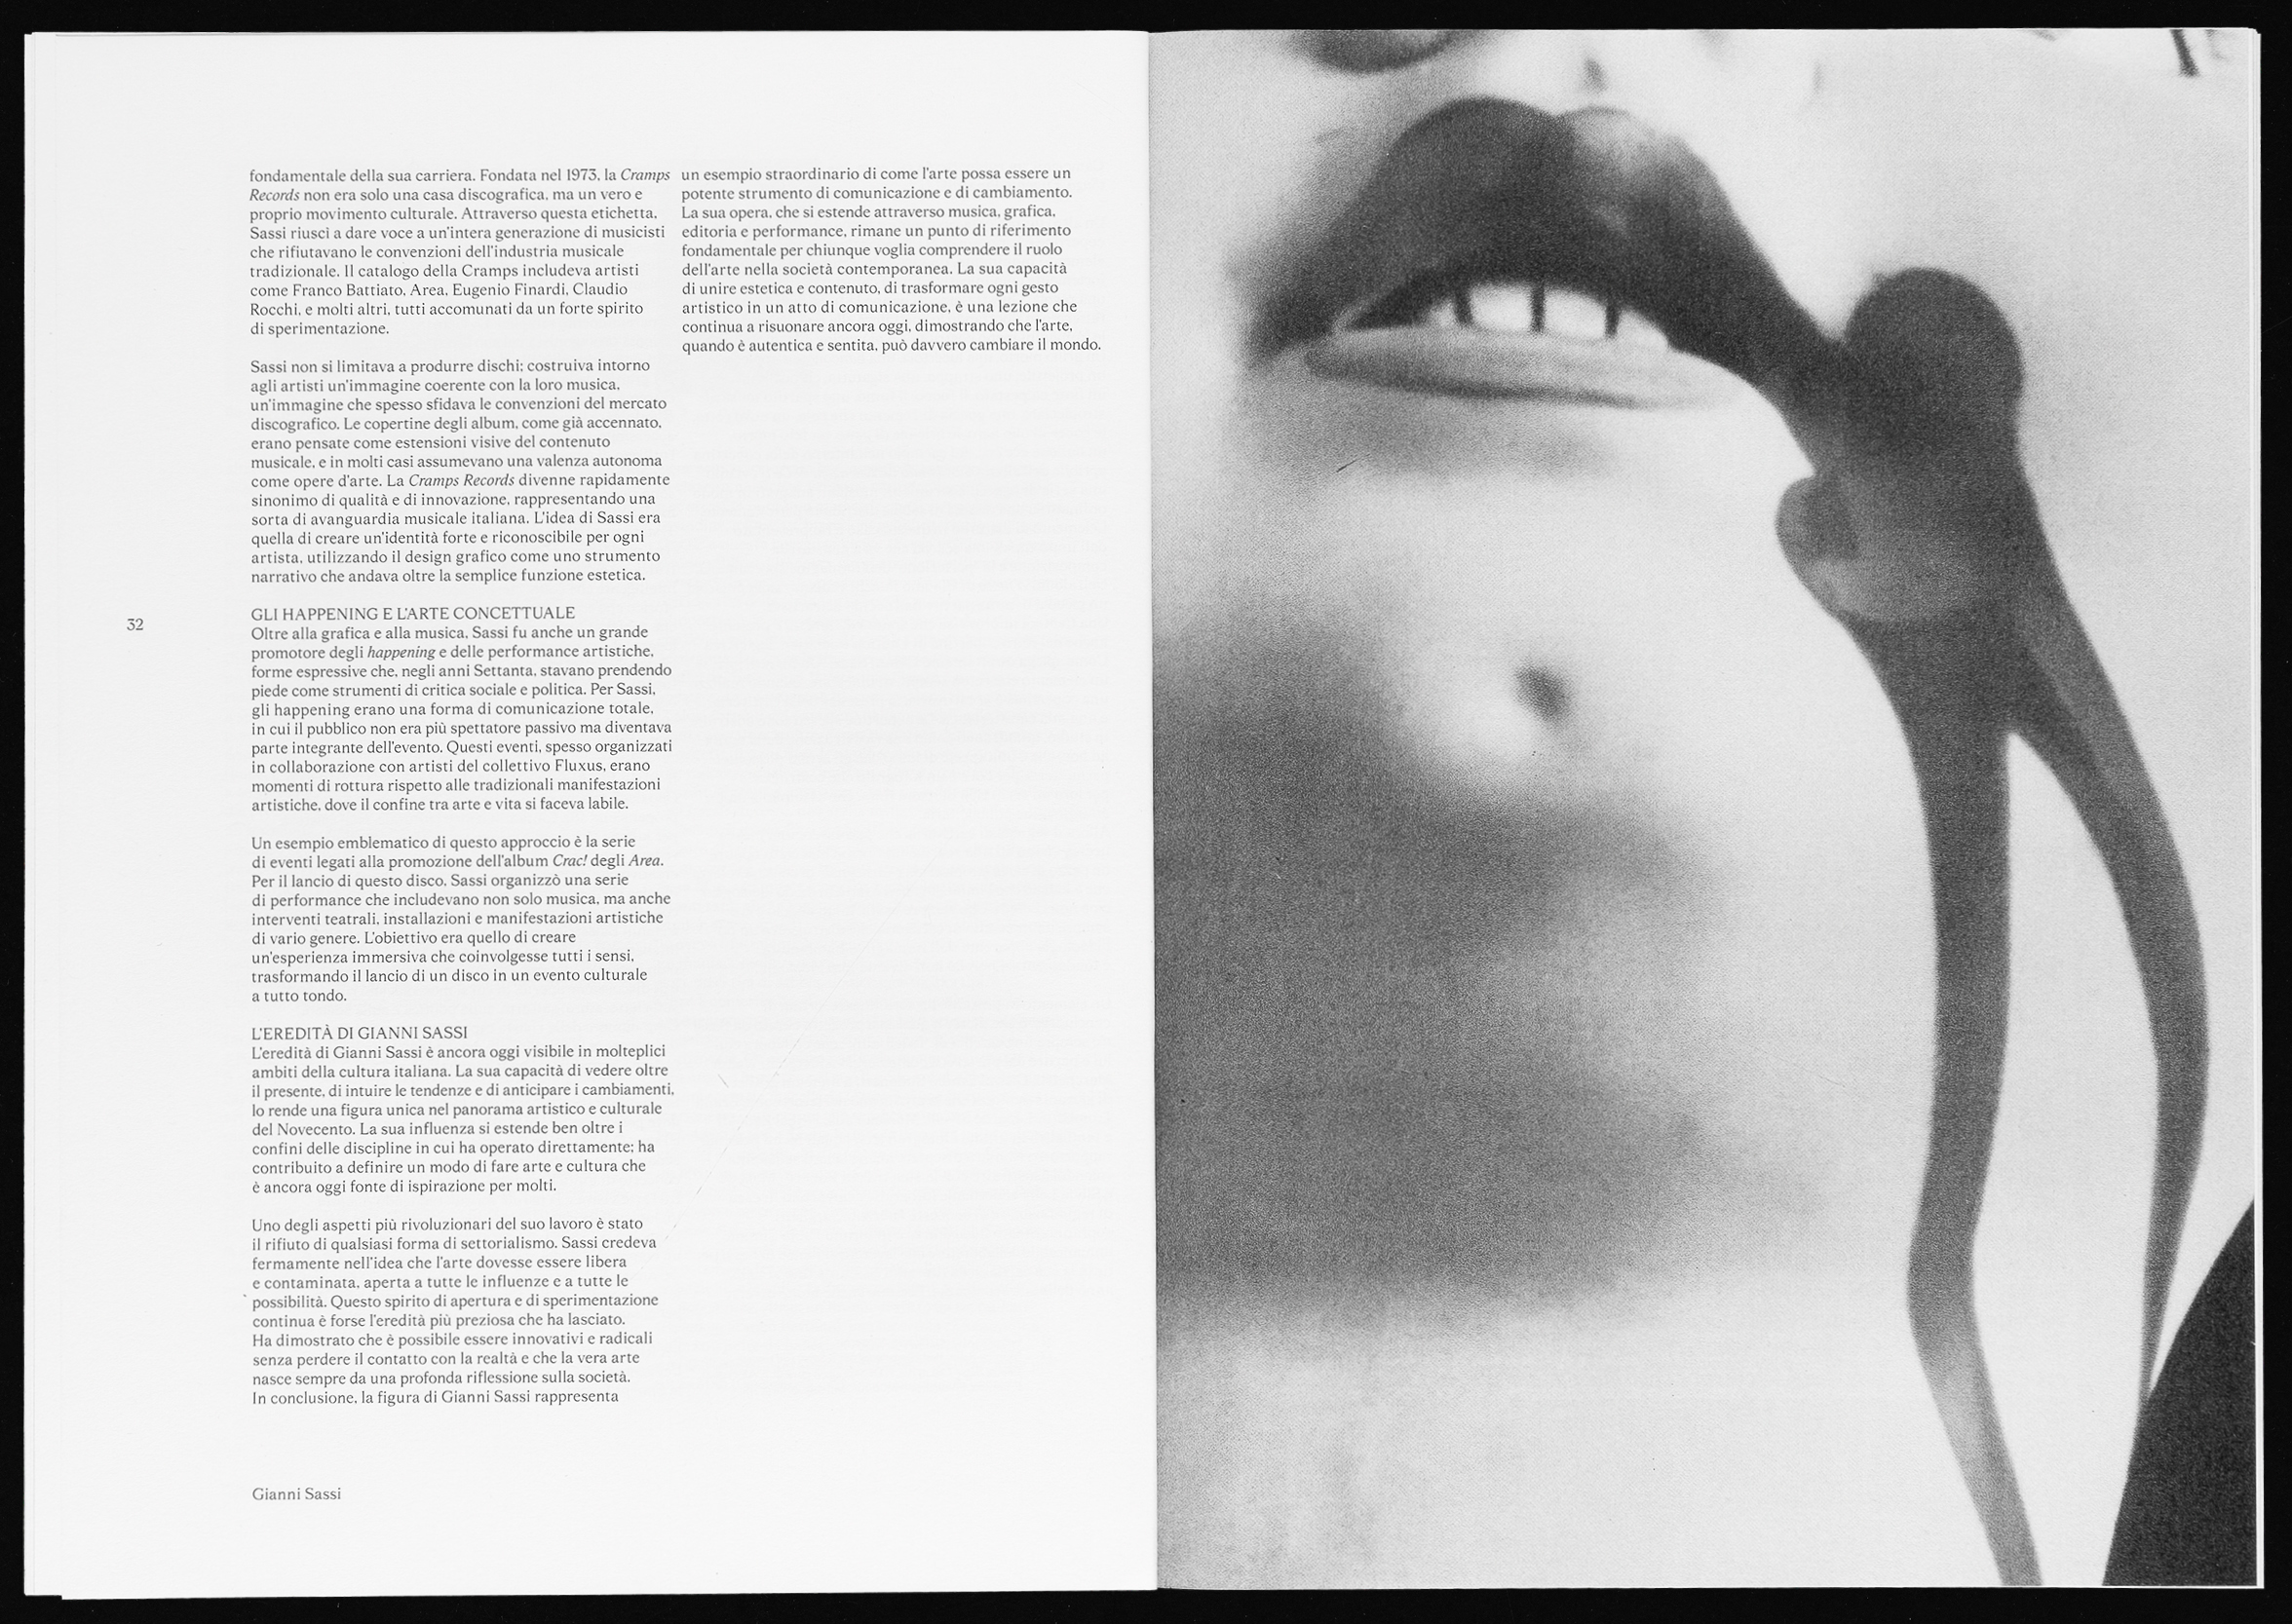 fondamentale della sua carriera. Fondata nel 1973, la Cramps
Records non era solo una casa discografica, ma un vero e
proprio movimento culturale. Attraverso questa etichetta,
Sassi riuscì a dare voce a un'intera generazione di musicisti
che rifiutavano le convenzioni dell'industria musicale
tradizionale. Il catalogo della Cramps includeva artisti
come Franco Battiato, Area, Eugenio Finardi, Claudio
Rocchi, e molti altri, tutti accomunati da un forte spirito
di sperimentazione.
Sassi non si limitava a produrre dischi: costruiva intorno
agli artisti un'immagine coerente con la loro musica,
un'immagine che spesso sfidava le convenzioni del mercato
discografico. Le copertine degli album, come già accennato,
erano pensate come estensioni visive del contenuto
musicale, e in molti casi assumevano una valenza autonoma
come opere d'arte. La Cramps Records divenne rapidamente
sinonimo di qualità e di innovazione, rappresentando una
sorta di avanguardia musicale italiana. L'idea di Sassi era
quella di creare un'identità forte e riconoscibile per ogni
artista, utilizzando il design grafico come uno strumento
narrativo che andava oltre la semplice funzione estetica.
GLI HAPPENING E L'ARTE CONCETTUALE
Oltre alla grafica e alla musica, Sassi fu anche un grande
promotore degli happening e delle performance artistiche,
forme espressive che, negli anni Settanta, stavano prendendo
piede come strumenti di critica sociale e politica. Per Sassi,
gli happening erano una forma di comunicazione totale,
in cui il pubblico non era più spettatore passivo ma diventava
parte integrante dell'evento. Questi eventi, spesso organizzati
in collaborazione con artisti del collettivo Fluxus, erano
momenti di rottura rispetto alle tradizionali manifestazioni
artistiche, dove il confine tra arte e vita si faceva labile.
Un esempio emblematico di questo approccio è la serie
di eventi legati alla promozione dell'album Crac! degli Area.
Per il lancio di questo disco, Sassi organizzò una serie
di performance che includevano non solo musica, ma anche
interventi teatrali, installazioni e manifestazioni artistiche
di vario genere. L'obiettivo era quello di creare
un'esperienza immersiva che coinvolgesse tutti i sensi,
trasformando il lancio di un disco in un evento culturale
a tutto tondo.
L'EREDITÀ DI GIANNI SASSI
L'eredità di Gianni Sassi è ancora oggi visibile in molteplici
ambiti della cultura italiana. La sua capacità di vedere oltre
il presente, di intuire le tendenze e di anticipare i cambiamenti,
lo rende una figura unica nel panorama artistico e culturale
del Novecento. La sua influenza si estende ben oltre i
confini delle discipline in cui ha operato direttamente; ha
contribuito a definire un modo di fare arte e cultura che
è ancora oggi fonte di ispirazione per molti.
Uno degli aspetti più rivoluzionari del suo lavoro è stato
il rifiuto di qualsiasi forma di settorialismo. Sassi credeva
fermamente nell'idea che l'arte dovesse essere libera
e contaminata, aperta a tutte le influenze e a tutte le
possibilità. Questo spirito di apertura e di sperimentazione
continua è forse l'eredità più preziosa che ha lasciato.
Ha dimostrato che è possibile essere innovativi e radicali
senza perdere il contatto con la realtà e che la vera arte
nasce sempre da una profonda riflessione sulla società.
In conclusione, la figura di Gianni Sassi rappresenta
un esempio straordinario di come l'arte possa essere un
potente strumento di comunicazione e di cambiamento.
La sua opera, che si estende attraverso musica, grafica,
editoria e performance, rimane un punto di riferimento
fondamentale per chiunque voglia comprendere il ruolo
dell'arte nella società contemporanea. La sua capacità
di unire estetica e contenuto, di trasformare ogni gesto
artistico in un atto di comunicazione, è una lezione che
continua a risuonare ancora oggi, dimostrando che l'arte,
quando è autentica e sentita, può davvero cambiare il mondo.
32
Gianni Sassi